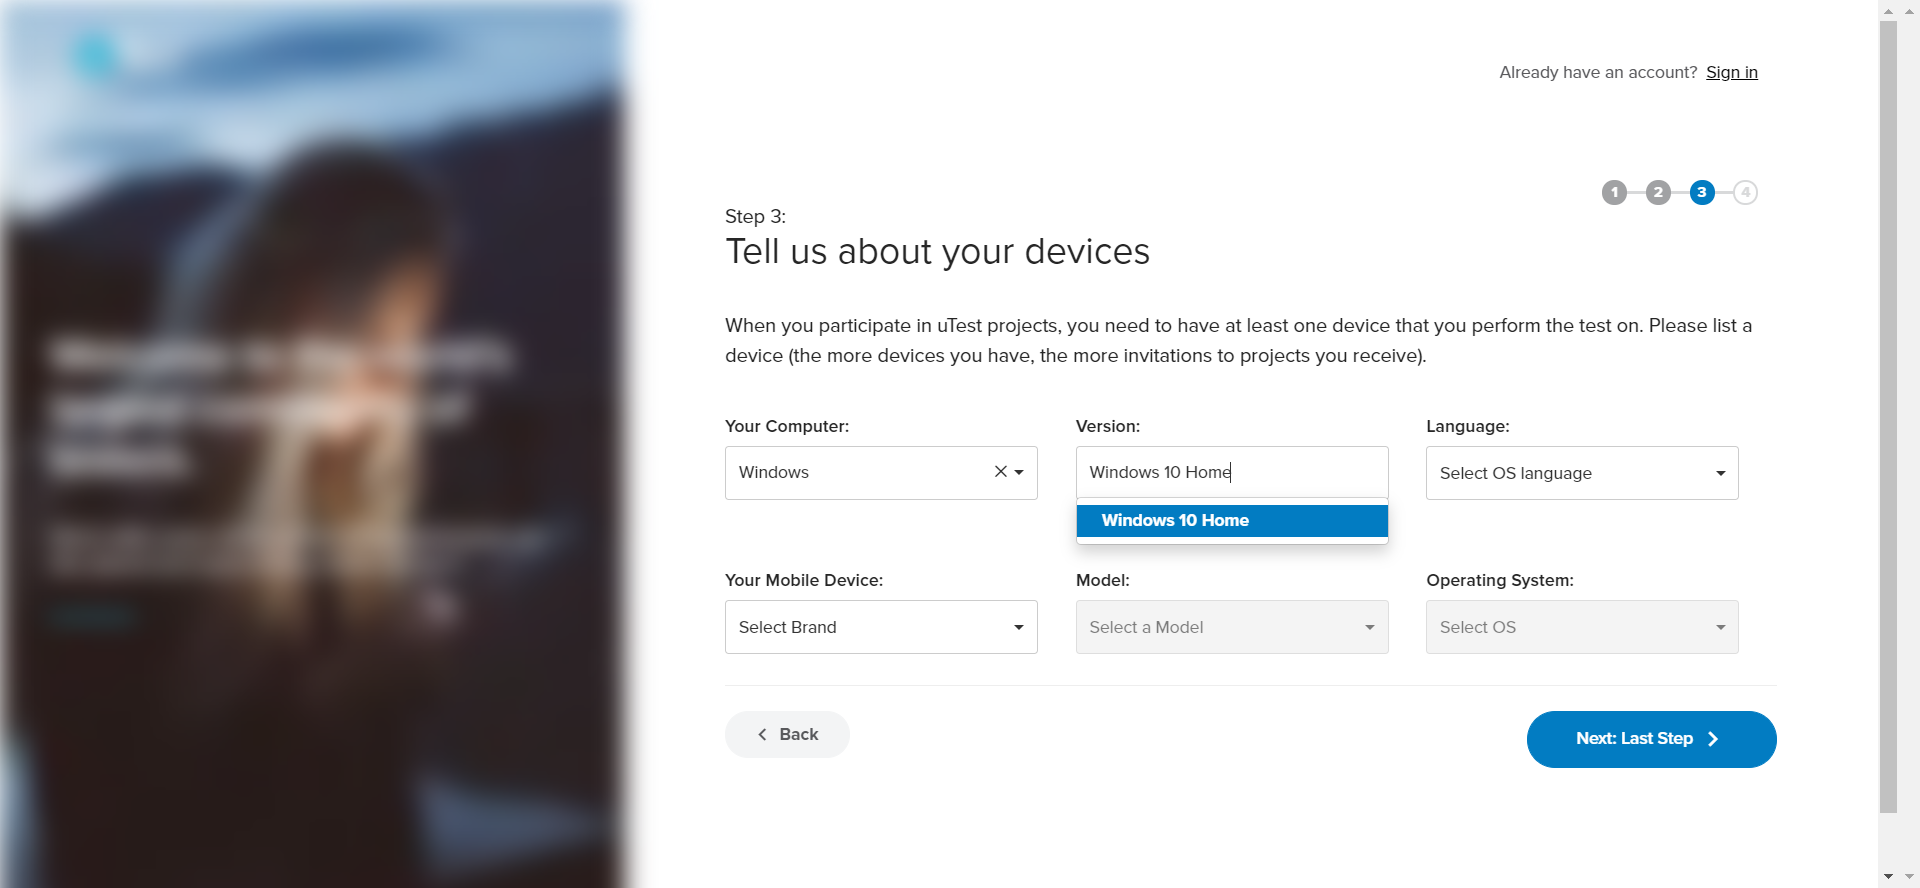 Already have an account? Sign in
1 2 3 4
Step 3:
Tell us about your devices
When you participate in uTest projects, you need to have at least one device that you perform the test on. Please list a
device (the more devices you have, the more invitations to projects you receive).
Your Computer: Version: Language:
Windows Windows 10 Home Select OS language
Windows 10 Home
Your Mobile Device: Model: Operating System:
Select Brand Select a Model Select OS
Back Next: Last Step